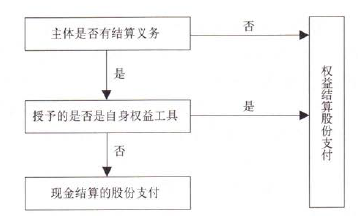 主体是否有结算义务
否
是
授予的是否是自身权益工具
是
否
现金结算的股份支付
权益结算股份支付